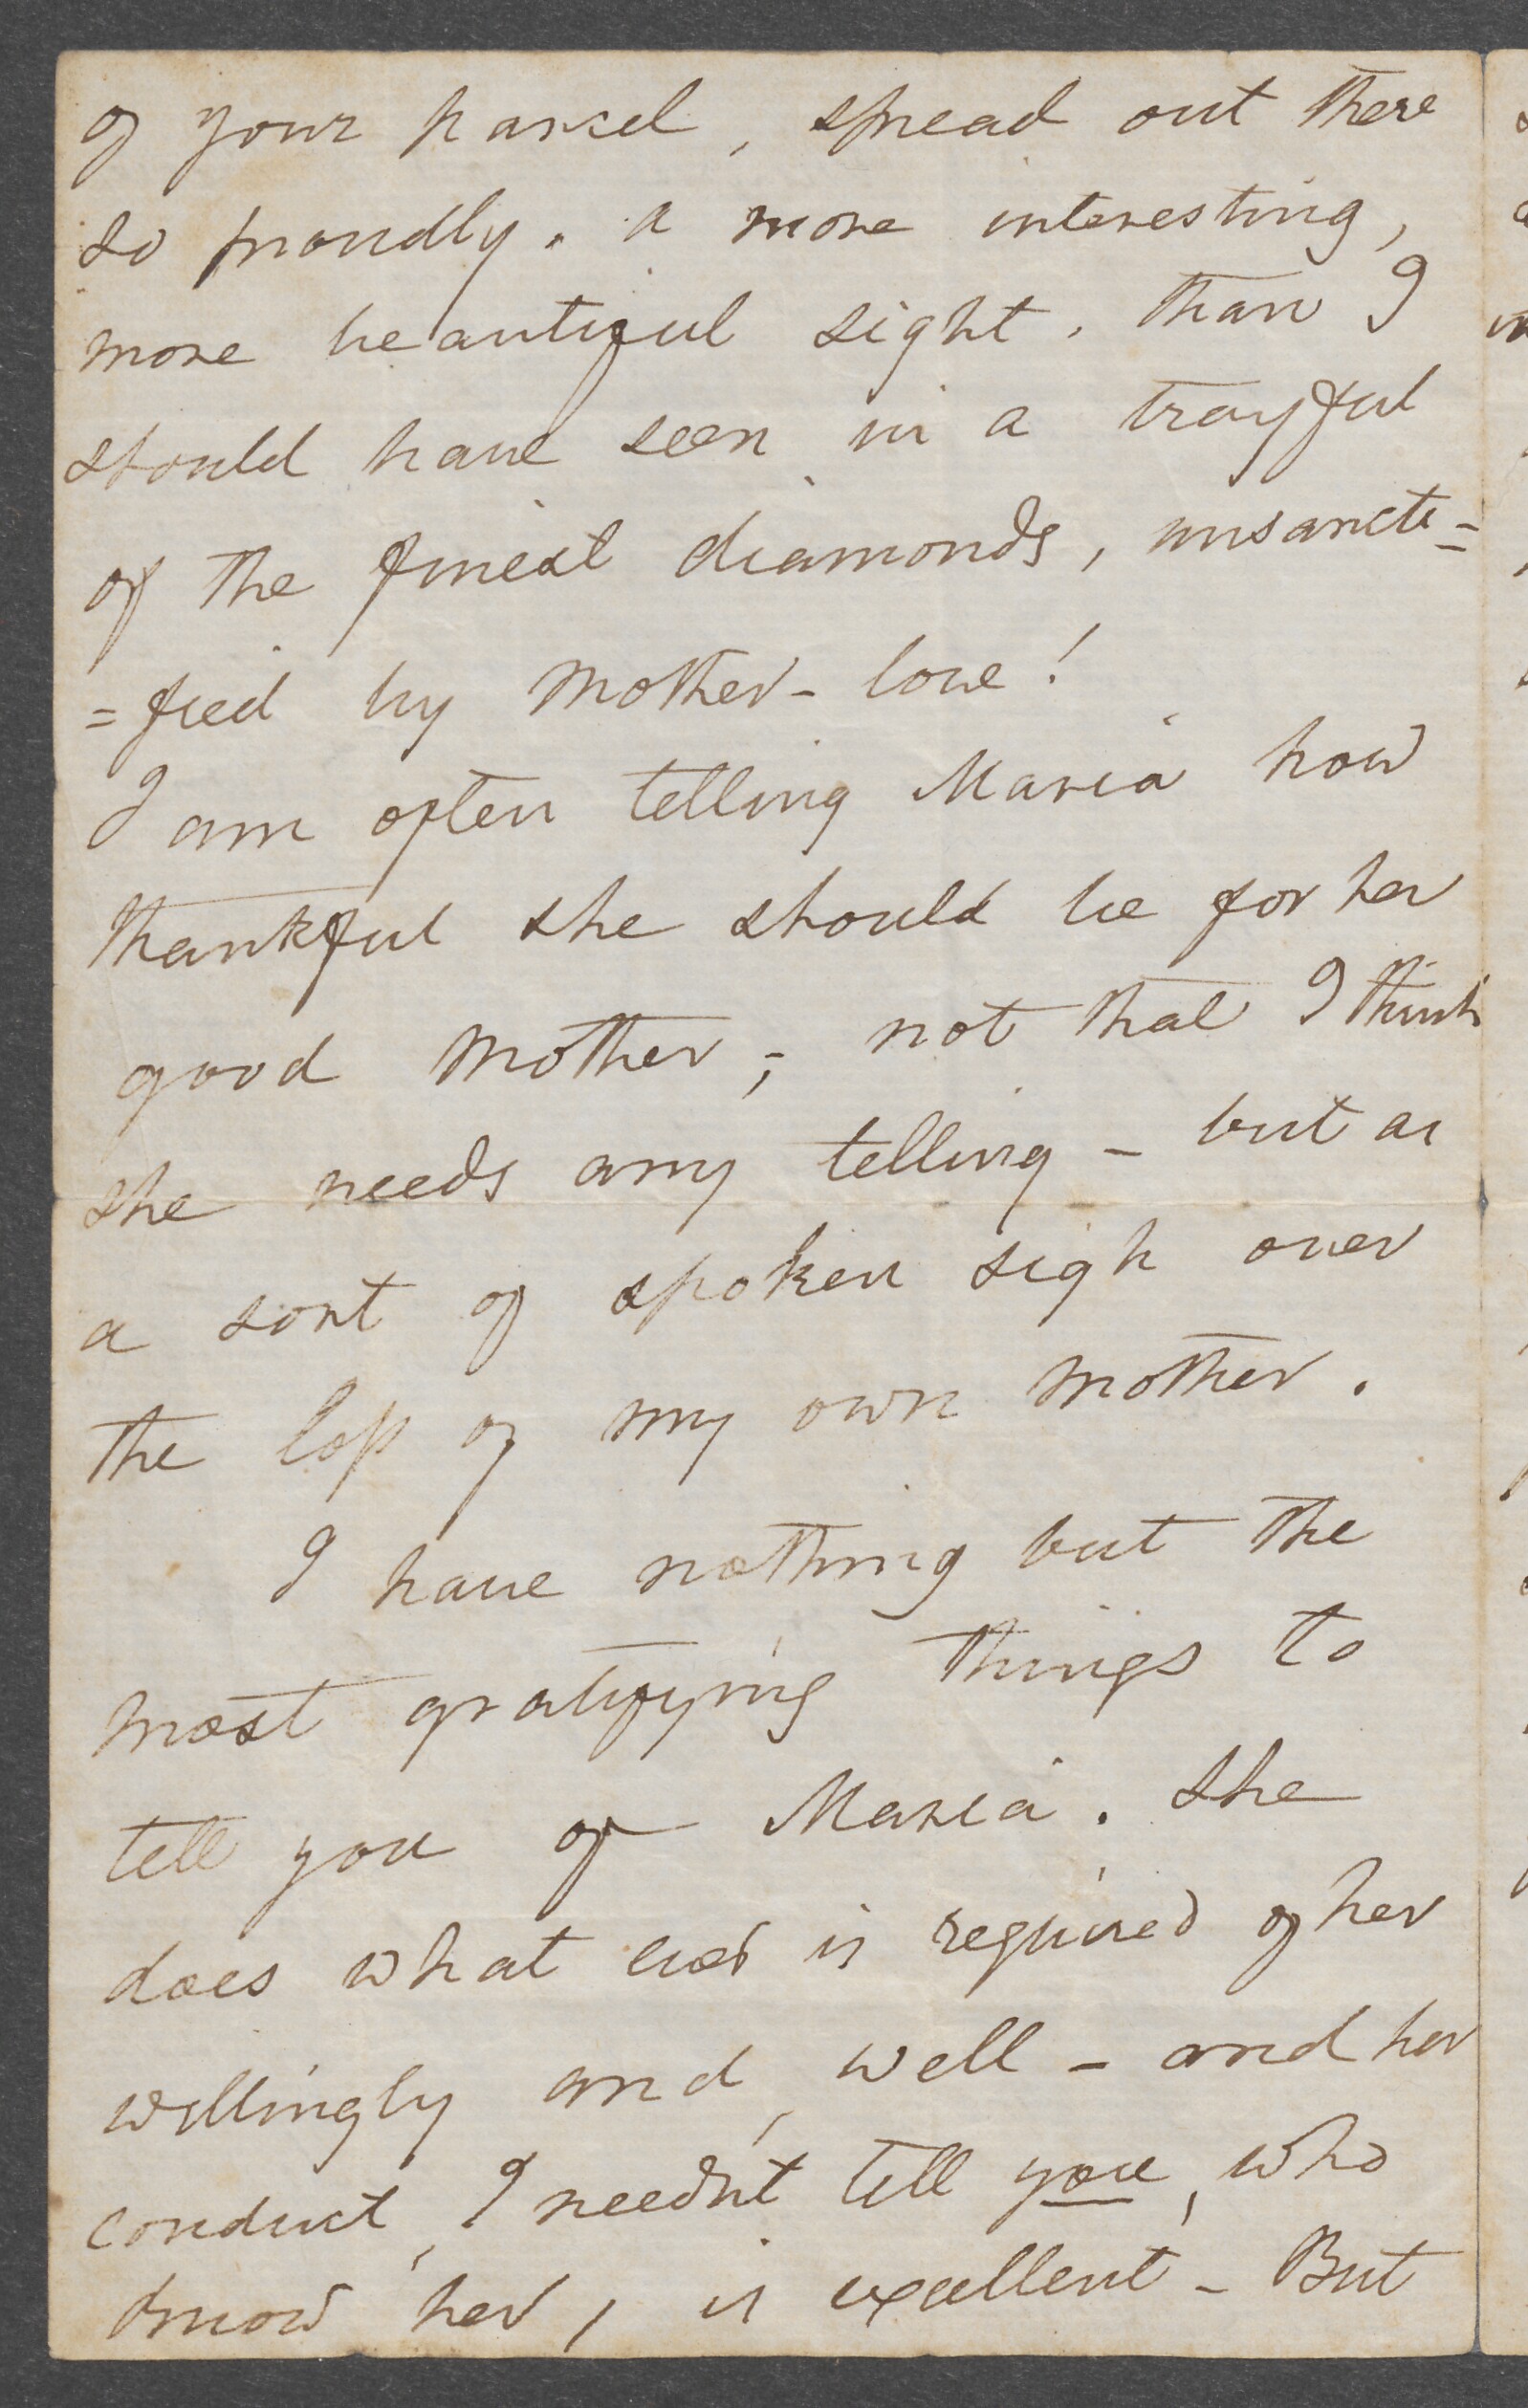 of your parcel, spread out there
so proudly. a more interesting,
more beautiful sight, than I
should have seen in a trayful
of the finest diamonds, unsancti=
=fied by mother-love!
I am often telling Maria how
thankful she should be for her
good mother; - not that I think
she needs any telling - but as
a sort of spoken sigh over
the loss of my own mother.
I have nothing but the
most gratifying things to
tell you of Maria. She
does what ever is required of her
willingly and well - and her
conduct, I needn't tell you, who
know her, is excellent - But